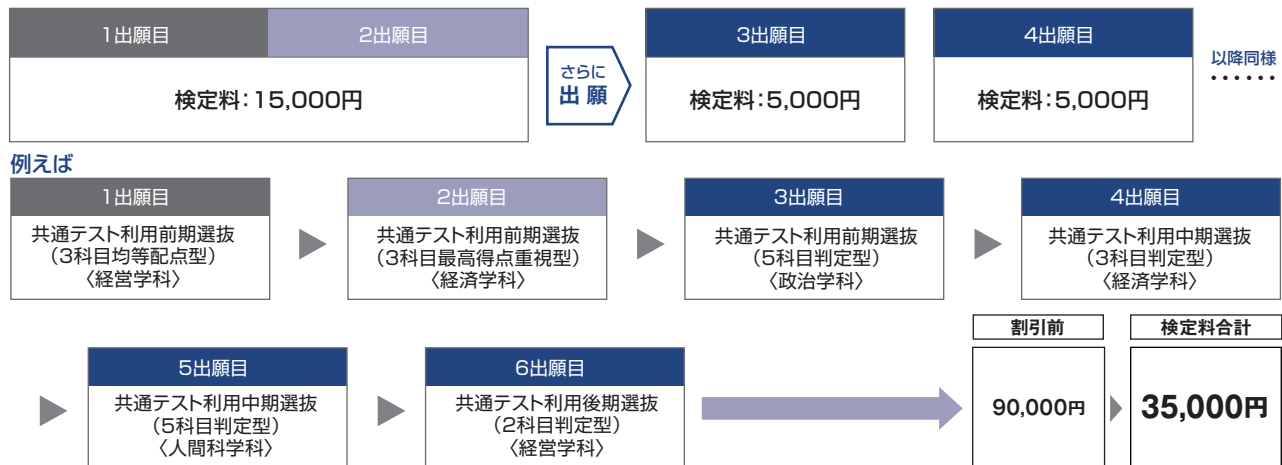 1出願目
2出願目
検定料：15,000円
さらに
出 願
3出願目
検定料：5,000円
4出願目
検定料：5,000円
以降同様
‥‥‥
例えば
1出願目
共通テスト利用前期選抜
(3科目均等配点型)
〈経営学科〉
2出願目
共通テスト利用前期選抜
(3科目最高得点重視型)
〈経済学科〉
3出願目
共通テスト利用前期選抜
(5科目判定型)
〈政治学科〉
4出願目
共通テスト利用中期選抜
(3科目判定型)
〈経済学科〉
5出願目
共通テスト利用中期選抜
(5科目判定型)
〈人間科学科〉
6出願目
共通テスト利用後期選抜
(2科目判定型)
〈経営学科〉
割引前
90,000円
検定料合計
35,000円